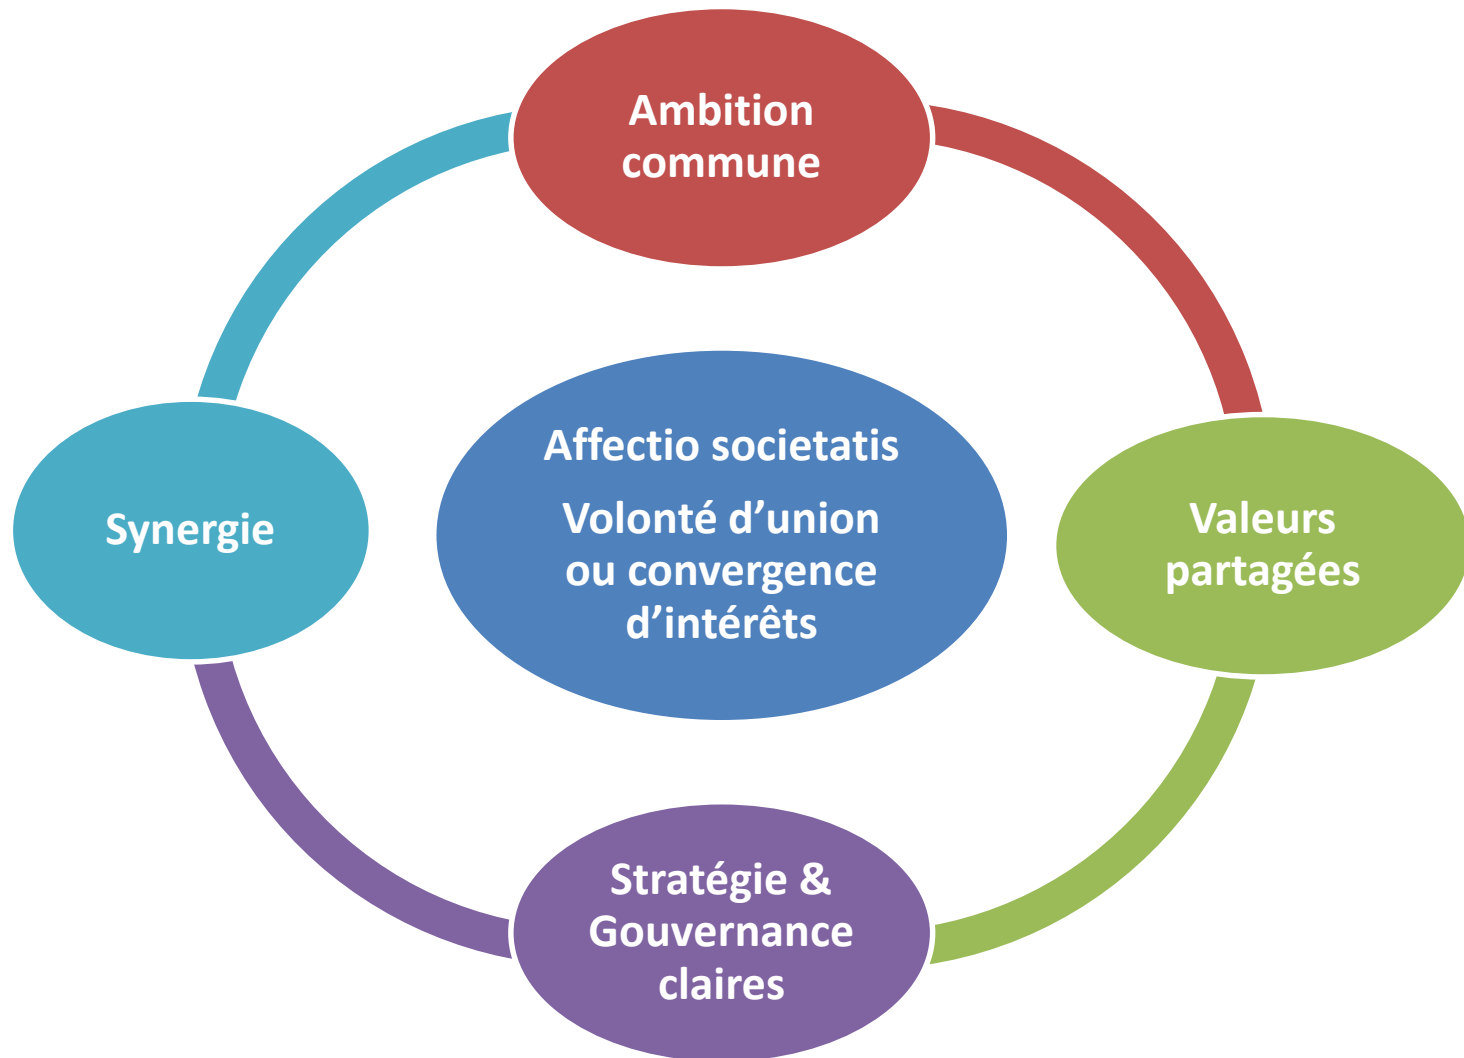 Ambition
commune
Affectio societatis
Volonté d’union
ou convergence
d’intérêts
Synergie
Valeurs
partagées
Stratégie &
Gouvernance
claires